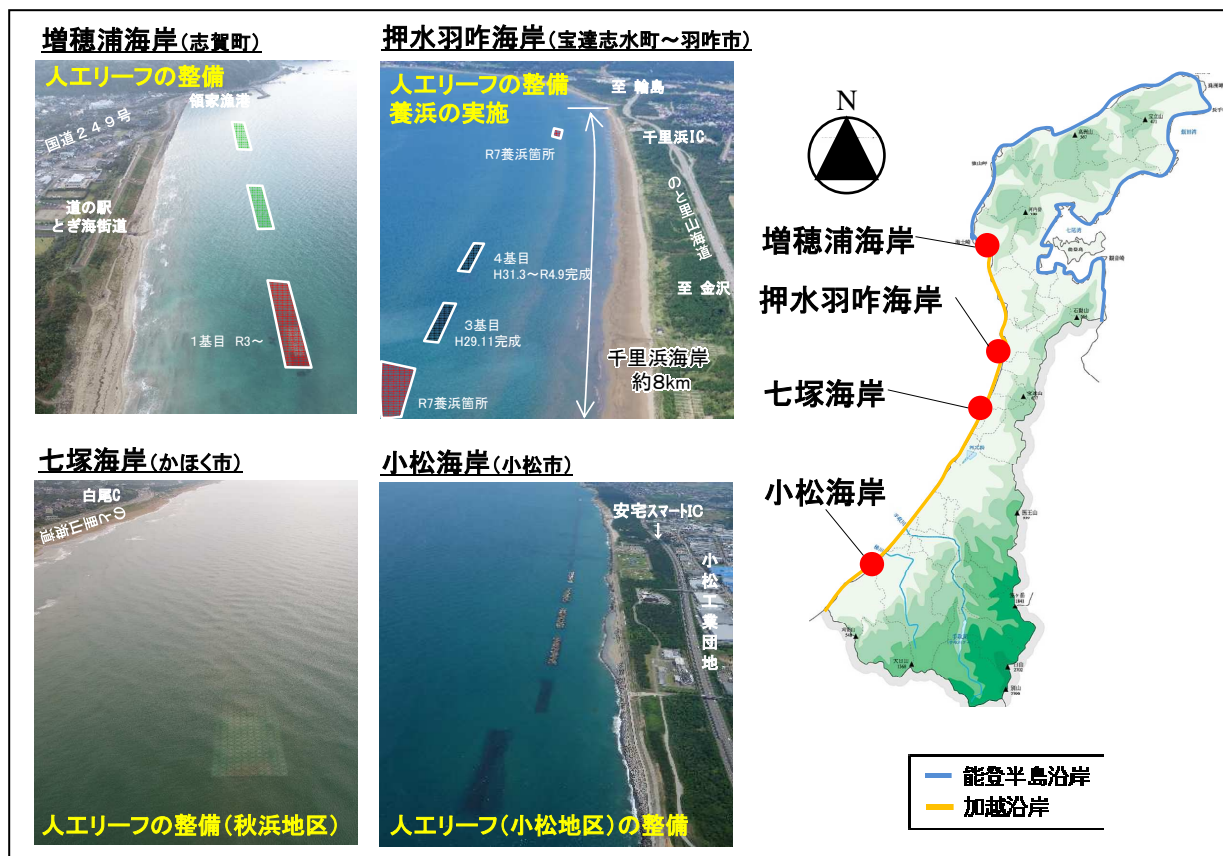 増穂浦海岸(志賀町)
人工リーフの整備
領家漁港
国道249号
道の駅
とぎ海街道
1基目 R3～
押水羽咋海岸(宝達志水町～羽咋市)
人工リーフの整備
養浜の実施
至 輪島
R7養浜箇所
千里浜IC
のと里山海道
4基目
H31.3～R4.9完成
至 金沢
3基目
H29.11完成
千里浜海岸
約8km
R7養浜箇所
七塚海岸(かほく市)
白尾C
のと里山海道
人工リーフの整備(秋浜地区)
小松海岸(小松市)
安宅スマートIC
小松工業団地
人工リーフ(小松地区)の整備
N
増穂浦海岸
押水羽咋海岸
七塚海岸
小松海岸
能登半島沿岸
加越沿岸